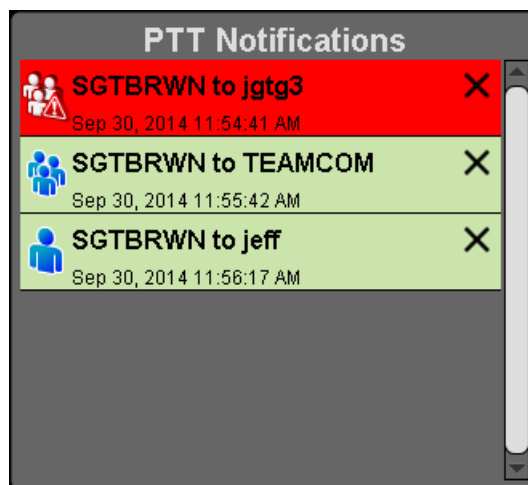 PTT Notifications
SGTBRWN to jgtg3
Sep 30, 2014 11:54:41 AM
SGTBRWN to TEAMCOM
Sep 30, 2014 11:55:42 AM
SGTBRWN to jeff
Sep 30, 2014 11:56:17 AM